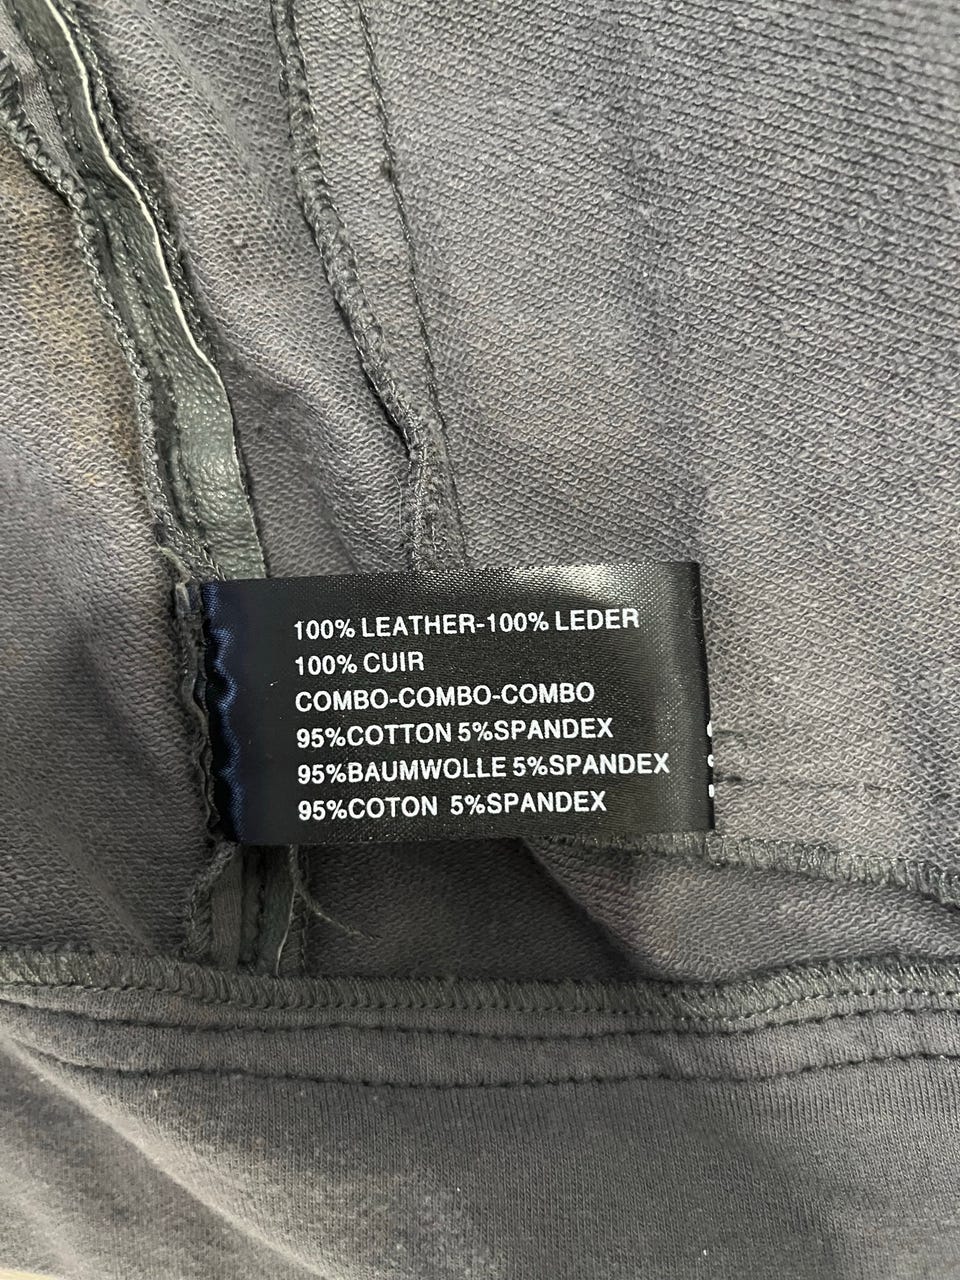 100% LEATHER-100% LEDER
100% CUIR
COMBO-COMBO-COMBO
95%COTTON 5%SPANDEX
95%BAUMWOLLE 5%SPANDEX
95%COTON 5%SPANDEX